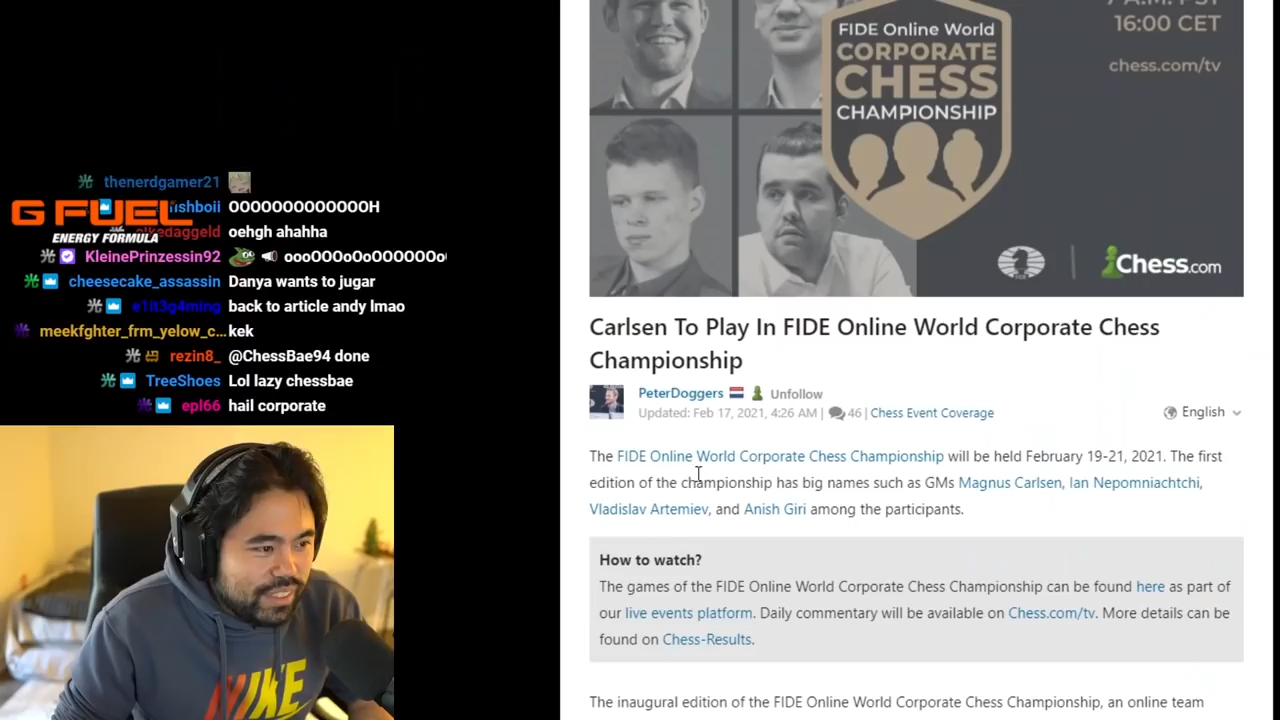 thenerdgamer21
ishboii OOOOOOOOOOOOOH
G FUEL
ENERGY FORMULA
elkedaggeld oehgh ahahha
KleinePrinzessin92 oooOOOoOoOOOOOOo
cheesecake_assassin Danya wants to jugar
e1it3g4ming back to article andy lmao
meekfghter_frm_yelow_c... kek
rezin8_ @ChessBae94 done
TreeShoes Lol lazy chessbae
epl66 hail corporate
NIKE
16:00 CET
chess.com/tv
FIDE Online World
CORPORATE
CHESS
CHAMPIONSHIP
Chess.com
Carlsen To Play In FIDE Online World Corporate Chess
Championship
PeterDoggers Unfollow
Updated: Feb 17, 2021, 4:26 AM | 46 | Chess Event Coverage
English
The FIDE Online World Corporate Chess Championship will be held February 19-21, 2021. The first
edition of the championship has big names such as GMs Magnus Carlsen, Ian Nepomniachtchi,
Vladislav Artemiev, and Anish Giri among the participants.
How to watch?
The games of the FIDE Online World Corporate Chess Championship can be found here as part of
our live events platform. Daily commentary will be available on Chess.com/tv. More details can be
found on Chess-Results.
The inaugural edition of the FIDE Online World Corporate Chess Championship, an online team